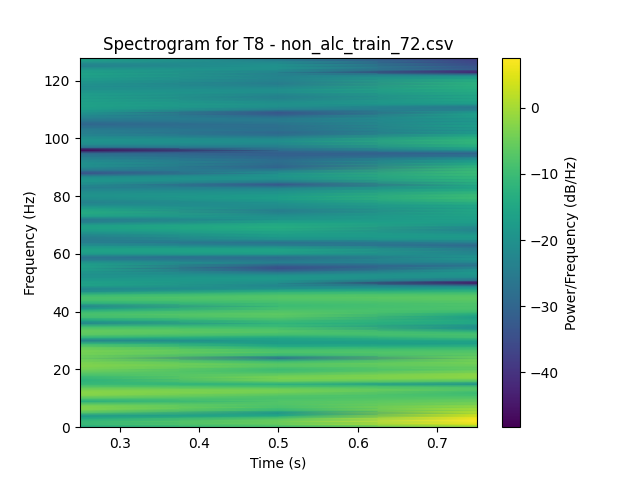 Spectrogram for T8 - non_alc_train_72.csv
120
100
80
60
40
20
0
Frequency (Hz)
0.3 0.4 0.5 0.6 0.7
Time (s)
0
−10
−20
−30
−40
Power/Frequency (dB/Hz)